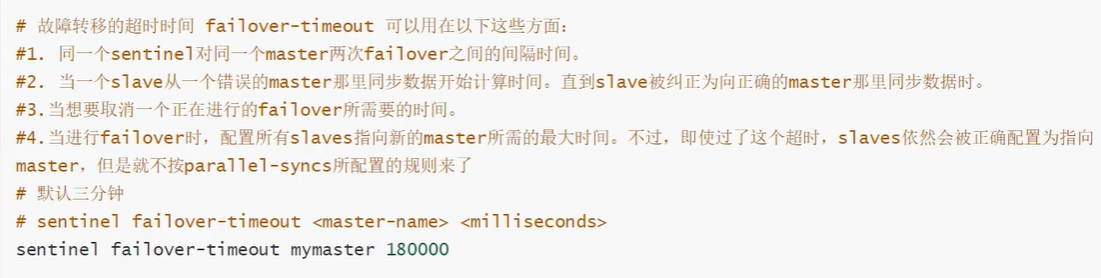 # 故障转移的超时时间 failover-timeout 可以用在以下这些方面：
#1. 同一个sentinel对同一个master两次failover之间的间隔时间。
#2. 当一个slave从一个错误的master那里同步数据开始计算时间。直到slave被纠正为向正确的master那里同步数据时。
#3.当想要取消一个正在进行的failover所需要的时间。
#4.当进行failover时，配置所有slaves指向新的master所需的最大时间。不过，即使过了这个超时，slaves依然会被正确配置为指向
master，但是就不按parallel-syncs所配置的规则来了
# 默认三分钟
# sentinel failover-timeout <master-name> <milliseconds>
sentinel failover-timeout mymaster 180000